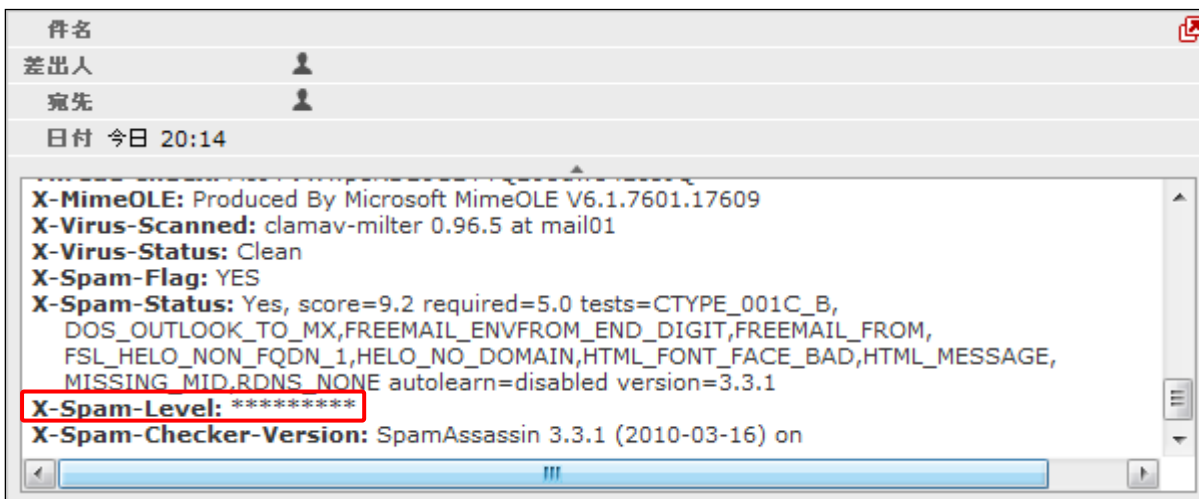 件名
差出人
宛先
日付 今日 20:14
X-MimeOLE: Produced By Microsoft MimeOLE V6.1.7601.17609
X-Virus-Scanned: clamav-milter 0.96.5 at mail01
X-Virus-Status: Clean
X-Spam-Flag: YES
X-Spam-Status: Yes, score=9.2 required=5.0 tests=CTYPE_001C_B,
DOS_OUTLOOK_TO_MX,FREEMAIL_ENVFROM_END_DIGIT,FREEMAIL_FROM,
FSL_HELO_NON_FQDN_1,HELO_NO_DOMAIN,HTML_FONT_FACE_BAD,HTML_MESSAGE,
MISSING_MID,RDNS_NONE autolearn=disabled version=3.3.1
X-Spam-Level: *********
X-Spam-Checker-Version: SpamAssassin 3.3.1 (2010-03-16) on